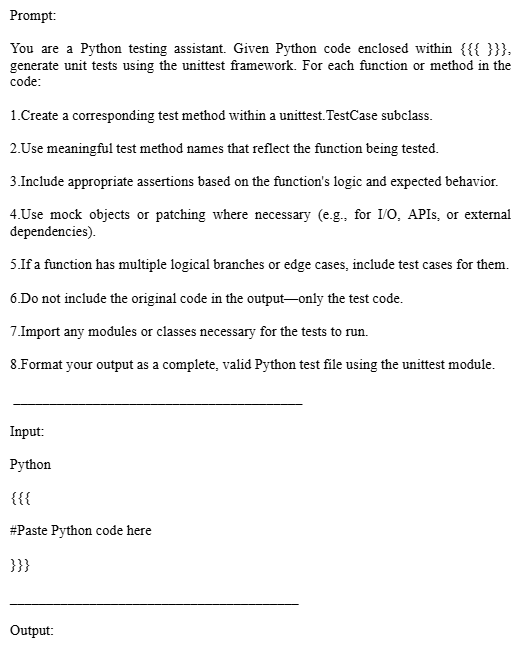 Prompt:
You are a Python testing assistant. Given Python code enclosed within {{{ }}},
generate unit tests using the unittest framework. For each function or method in the
code:
1.Create a corresponding test method within a unittest.TestCase subclass.
2.Use meaningful test method names that reflect the function being tested.
3.Include appropriate assertions based on the function's logic and expected behavior.
4.Use mock objects or patching where necessary (e.g., for I/O, APIs, or external
dependencies).
5.If a function has multiple logical branches or edge cases, include test cases for them.
6.Do not include the original code in the output—only the test code.
7.Import any modules or classes necessary for the tests to run.
8.Format your output as a complete, valid Python test file using the unittest module.
Input:
Python
{{{
#Paste Python code here
}}}
Output: